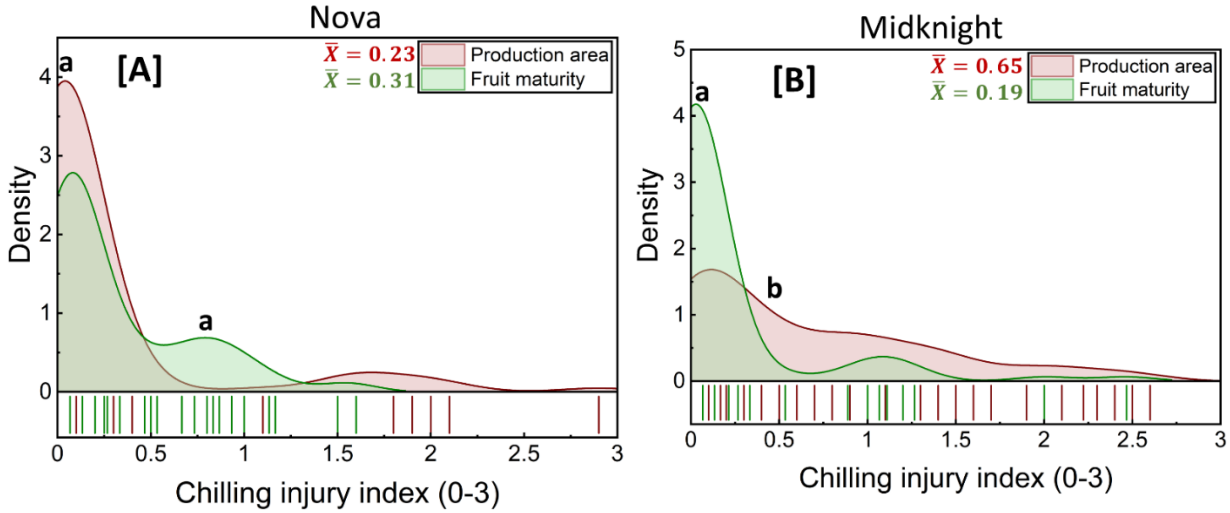 Nova
[A]
X̄ = 0.23
X̄ = 0.31
Production area
Fruit maturity
a
a
Density
4
3
2
1
0
0 0.5 1 1.5 2 2.5 3
Chilling injury index (0-3)
Midknight
[B]
X̄ = 0.65
X̄ = 0.19
Production area
Fruit maturity
a
b
Density
5
4
3
2
1
0
0 0.5 1 1.5 2 2.5 3
Chilling injury index (0-3)